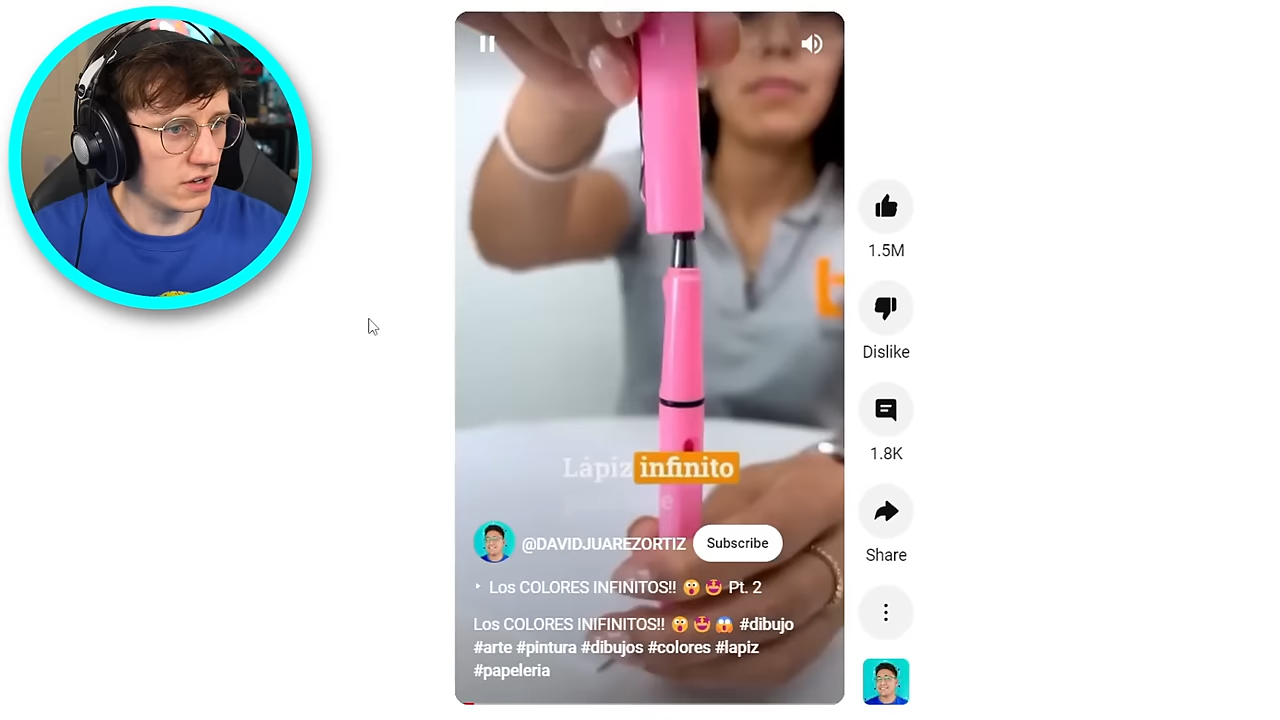 Lápiz infinito
@DAVIDJUAREZORTIZ Subscribe
Los COLORES INFINITOS!! 😲 🤩 Pt. 2
Los COLORES INIFINITOS!! 😲 🤩 😱 #dibujo
#arte #pintura #dibujos #colores #lapiz
#papeleria
1.5M
Dislike
1.8K
Share